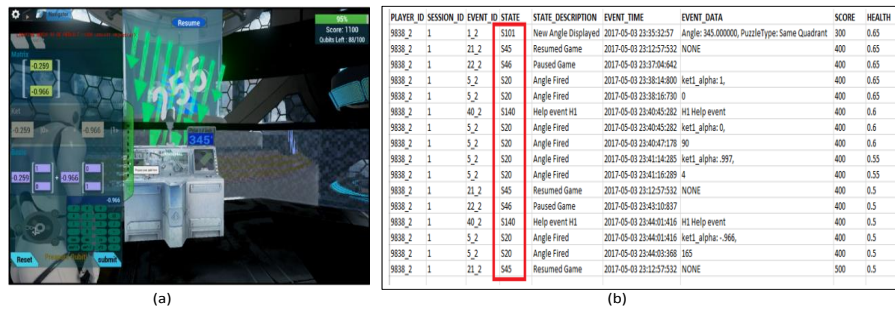 Navigator
Resume
95%
Score: 1100
Qubits Left : 88/100
Matrix
-0.259
-0.966
-0.259
-0.966
255
345
-0.259
1
0
-0.966
0
1
-0.966
Reset
submit
(a)
PLAYER_ID SESSION_ID EVENT_ID STATE STATE_DESCRIPTION EVENT_TIME EVENT_DATA SCORE HEALTH
9838_2 1 1_2 S101 New Angle Displayed 2017-05-03 23:35:32:57 Angle: 345.000000, PuzzleType: Same Quadrant 300 0.65
9838_2 1 21_2 S45 Resumed Game 2017-05-03 23:12:57:532 NONE 400 0.65
9838_2 1 22_2 S46 Paused Game 2017-05-03 23:37:04:642 400 0.65
9838_2 1 5_2 S20 Angle Fired 2017-05-03 23:38:14:800 ket1_alpha: 1, 400 0.65
9838_2 1 5_2 S20 Angle Fired 2017-05-03 23:38:16:730 0 400 0.65
9838_2 1 40_2 S140 Help event H1 2017-05-03 23:40:45:282 H1 Help event 400 0.6
9838_2 1 5_2 S20 Angle Fired 2017-05-03 23:40:45:282 ket1_alpha: 0, 400 0.6
9838_2 1 5_2 S20 Angle Fired 2017-05-03 23:40:47:178 90 400 0.6
9838_2 1 5_2 S20 Angle Fired 2017-05-03 23:41:14:285 ket1_alpha: .997, 400 0.55
9838_2 1 5_2 S20 Angle Fired 2017-05-03 23:41:16:289 4 400 0.55
9838_2 1 21_2 S45 Resumed Game 2017-05-03 23:12:57:532 NONE 400 0.5
9838_2 1 22_2 S46 Paused Game 2017-05-03 23:43:10:837 400 0.5
9838_2 1 40_2 S140 Help event H1 2017-05-03 23:44:01:416 H1 Help event 400 0.5
9838_2 1 5_2 S20 Angle Fired 2017-05-03 23:44:01:416 ket1_alpha: -.966, 400 0.5
9838_2 1 5_2 S20 Angle Fired 2017-05-03 23:44:03:368 165 400 0.5
9838_2 1 21_2 S45 Resumed Game 2017-05-03 23:12:57:532 NONE 500 0.5
(b)